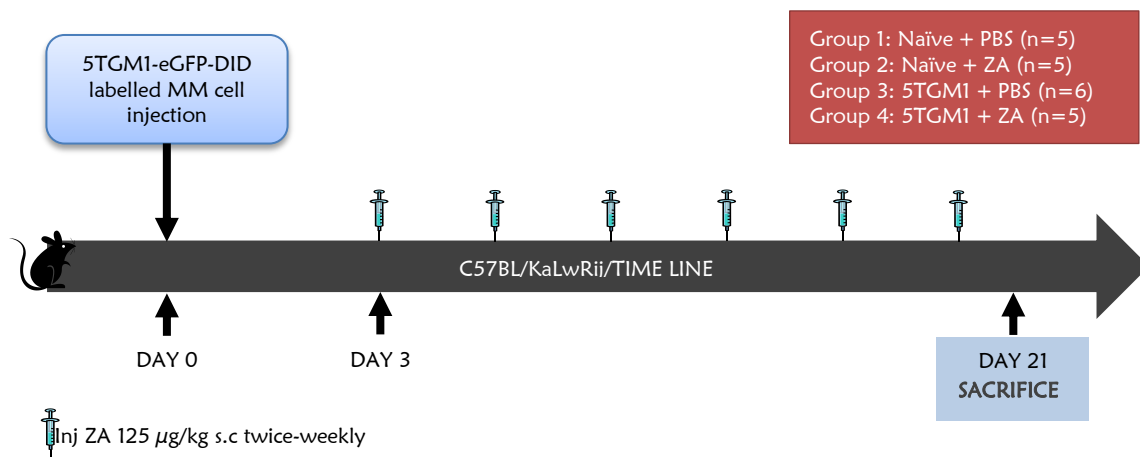 5TGM1-eGFP-DID
labelled MM cell
injection
Group 1: Naïve + PBS (n=5)
Group 2: Naïve + ZA (n=5)
Group 3: 5TGM1 + PBS (n=6)
Group 4: 5TGM1 + ZA (n=5)
C57BL/KaLwRij/TIME LINE
DAY 0
DAY 3
DAY 21
SACRIFICE
Inj ZA 125 µg/kg s.c twice-weekly